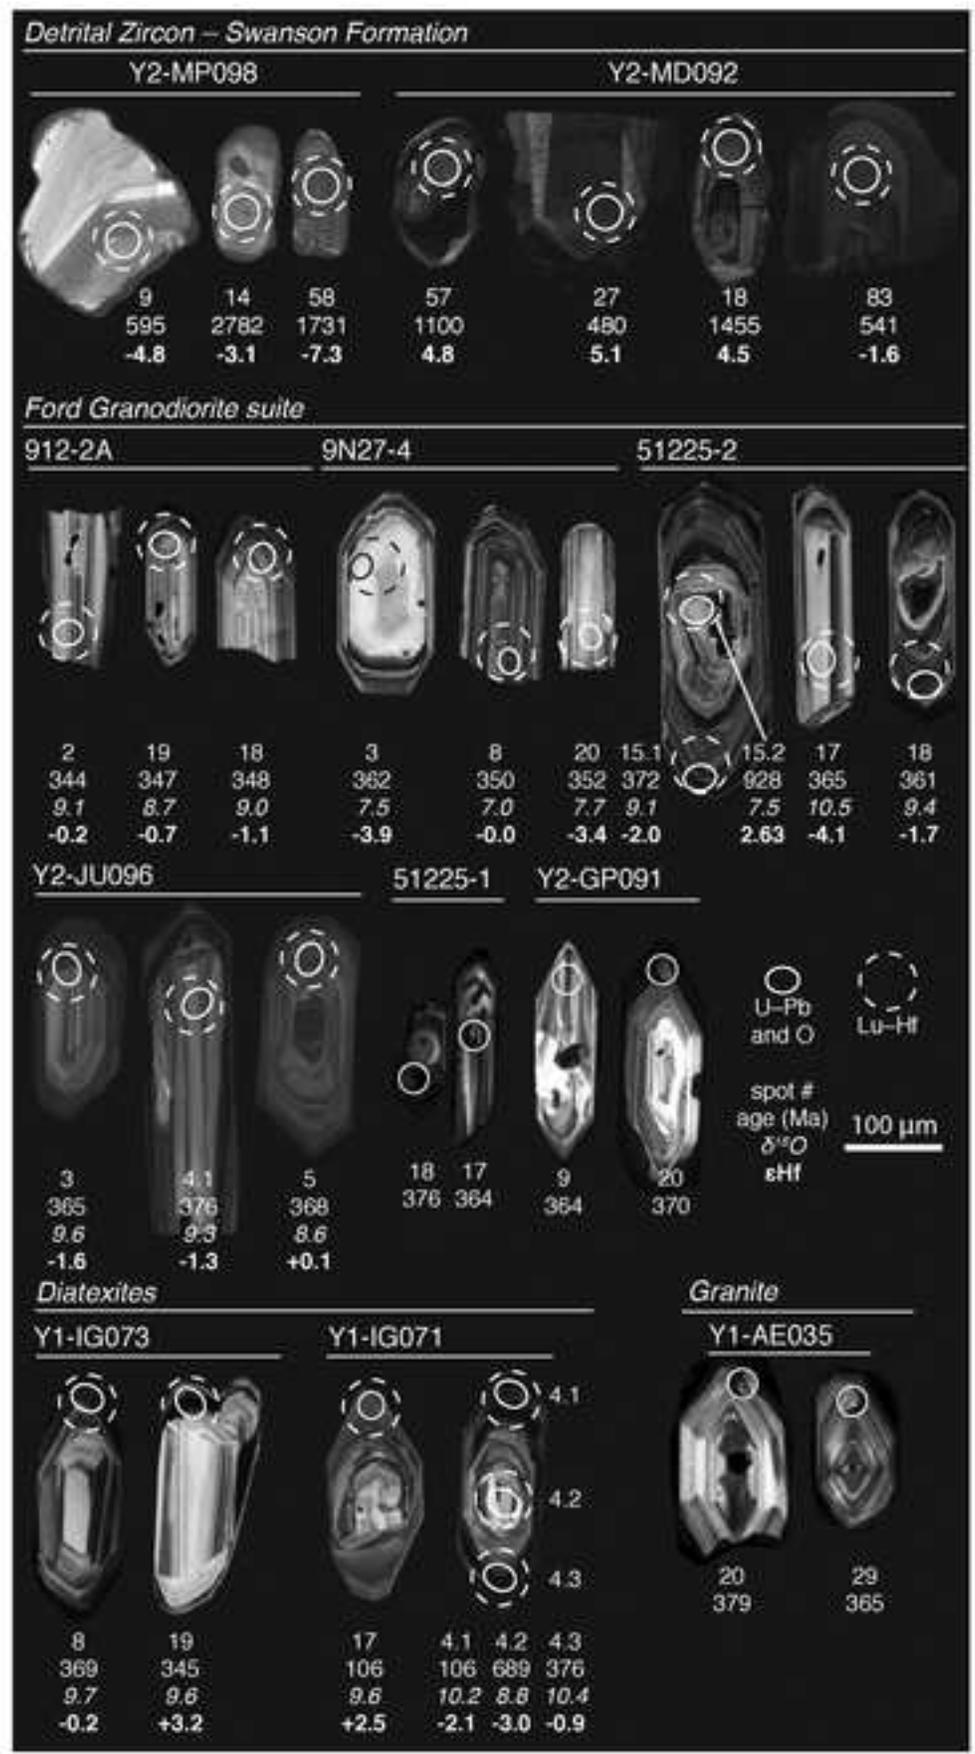 Detrital Zircon – Swanson Formation
Y2-MP098 Y2-MD092
9 14 58 57 27 18 83
595 2782 1731 1100 480 1455 541
-4.8 -3.1 -7.3 4.8 5.1 4.5 -1.6
Ford Granodiorite suite
912-2A 9N27-4 51225-2
2 19 18 3 8 20 15.1 15.2 17 18
344 347 348 362 350 352 372 928 365 361
9.1 8.7 9.0 7.5 7.0 7.7 9.1 7.5 10.5 9.4
-0.2 -0.7 -1.1 -3.9 -0.0 -3.4 -2.0 2.63 -4.1 -1.7
Y2-JU096 51225-1 Y2-GP091
U–Pb
and O
Lu–Hf
spot #
age (Ma)
δ¹⁸O
εHf
100 µm
3 4.1 5 18 17 9 20
365 376 368 376 364 364 370
9.6 9.3 8.6
-1.6 -1.3 +0.1
Diatexites Granite
Y1-IG073 Y1-IG071 Y1-AE035
4.1
4.2
4.3
20 29
379 365
8 19 17 4.1 4.2 4.3
369 345 106 106 689 376
9.7 9.6 9.6 10.2 8.8 10.4
-0.2 +3.2 +2.5 -2.1 -3.0 -0.9